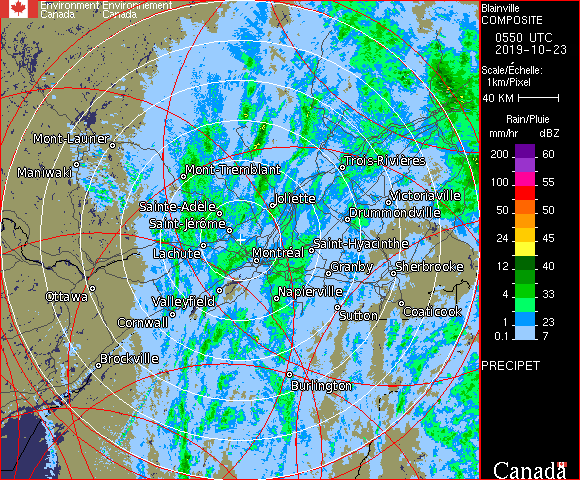 Environment Environnement
Canada Canada
Blainville
COMPOSITE
0550 UTC
2019-10-23
Scale/Échelle:
1km/Pixel
40 KM
Rain/Pluie
mm/hr dBZ
200 60
100 55
50 50
24 45
12 40
4 33
1 23
0.1 7
PRECIPET
Canada
Mont-Laurier
Maniwaki
Mont-Tremblant
Trois-Rivières
Victoriaville
Sainte-Adele
Joliette
Drummondville
Saint-Jérôme
Lachute
Montréal
Saint-Hyacinthe
Granby
Sherbrooke
Ottawa
Valleyfield
Napierville
Cornwall
Sutton
Coaticook
Brockville
Burlington